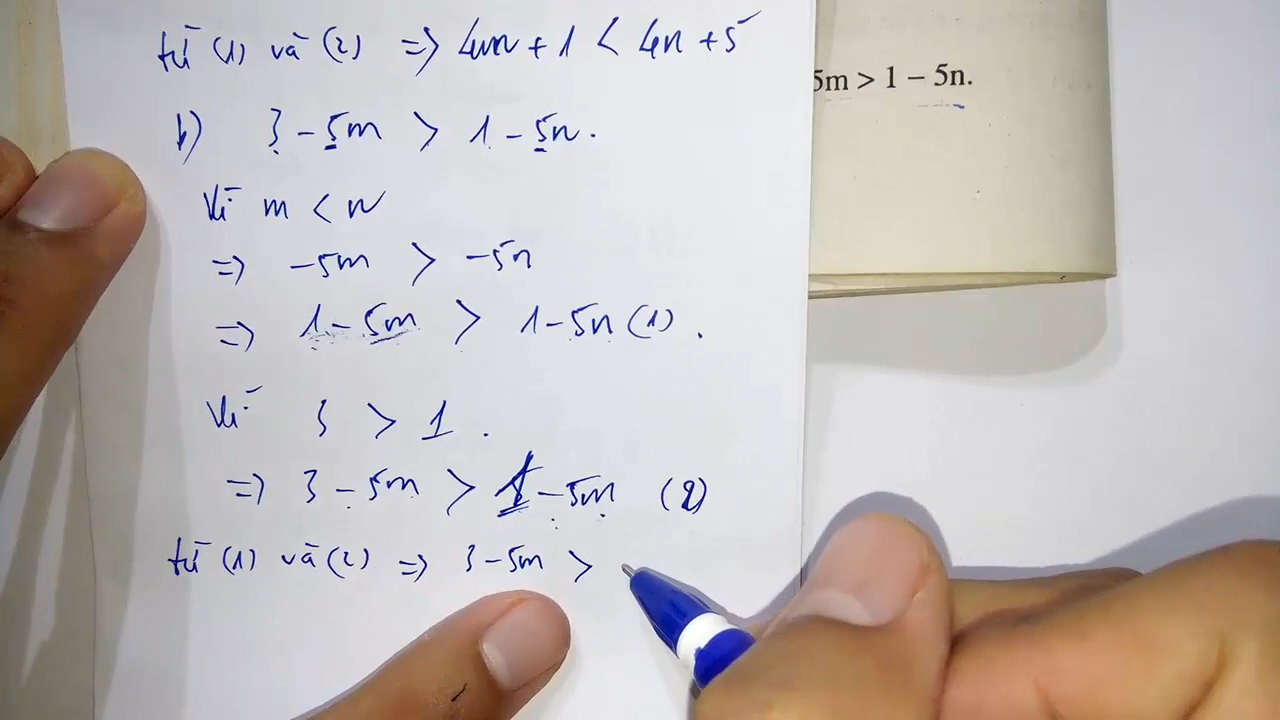 từ (1) và (2) => 4m + 1 < 4n + 5
5m > 1 – 5n.
b) 3 - 5m > 1 - 5n.
Vì m < n
=> -5m > -5n
=> 1 - 5m > 1 - 5n (1).
Vì 3 > 1.
=> 3 - 5m > 1 - 5m (2)
từ (1) và (2) => 3 - 5m >